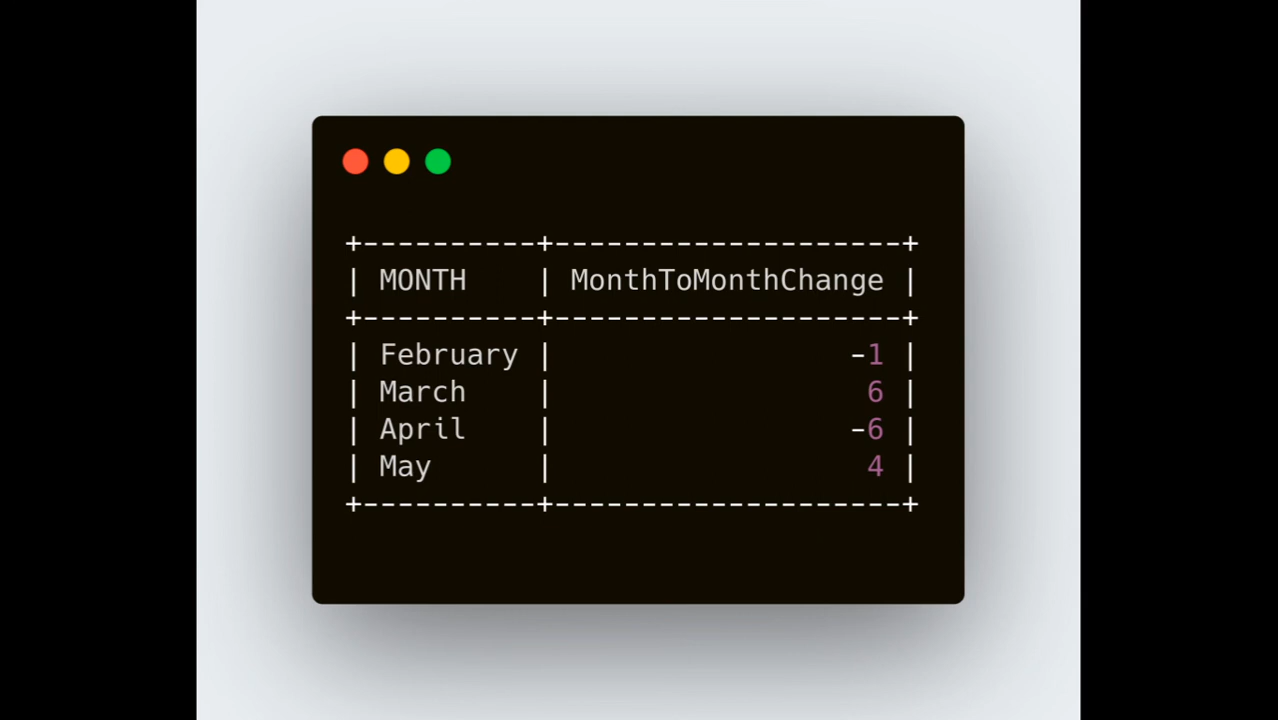 +----------+--------------------+
| MONTH    | MonthToMonthChange |
+----------+--------------------+
| February |                 -1 |
| March    |                  6 |
| April    |                 -6 |
| May      |                  4 |
+----------+--------------------+